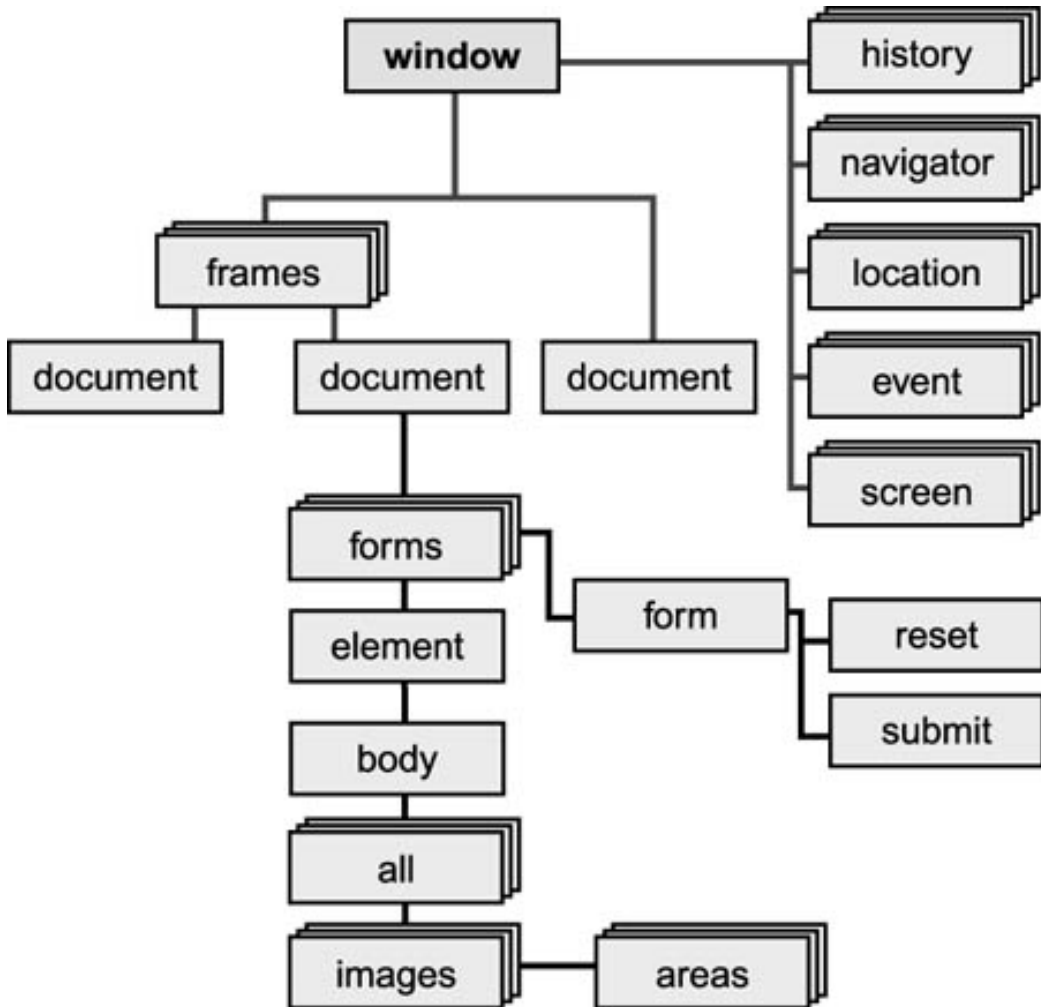 window
history
navigator
frames
location
document
document
document
event
screen
forms
form
element
reset
submit
body
all
images
areas